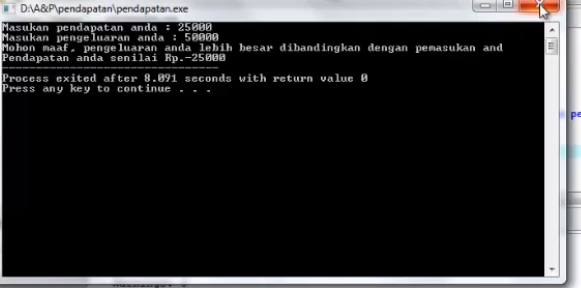 D:\A&P\pendapatan\pendapatan.exe
Masukan pendapatan anda : 25000
Masukan pengeluaran anda : 50000
Mohon maaf, pengeluaran anda lebih besar dibandingkan dengan pemasukan and
Pendapatan anda senilai Rp.-25000
--------------------------------
Process exited after 8.091 seconds with return value 0
Press any key to continue . . .
pe